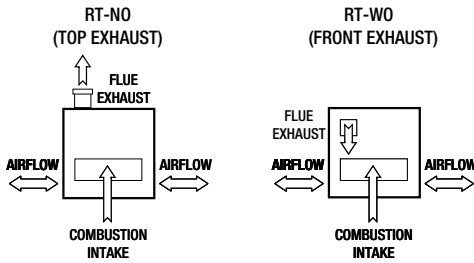 RT-NO
(TOP EXHAUST)
FLUE
EXHAUST
AIRFLOW
AIRFLOW
COMBUSTION
INTAKE
RT-WO
(FRONT EXHAUST)
FLUE
EXHAUST
AIRFLOW
AIRFLOW
COMBUSTION
INTAKE